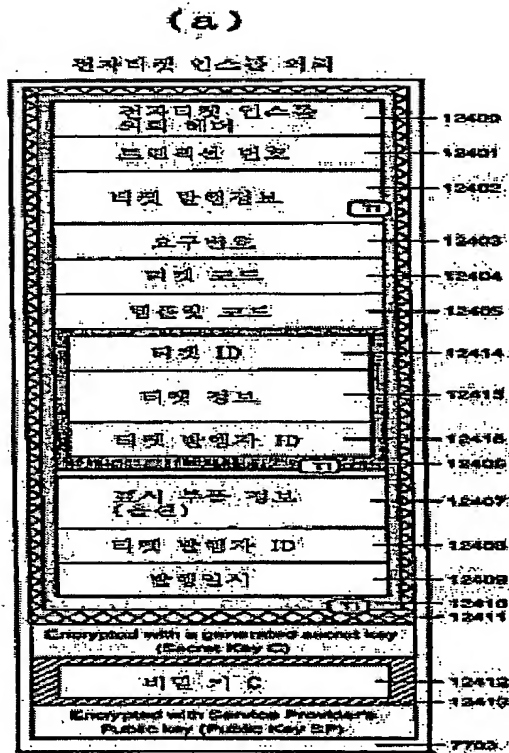 (a)
전자티켓 인스톨 의뢰
전자티켓 인스톨
의뢰 헤더
12400
트랜잭션 번호
12401
티켓 발행정보
12402
TI
요구번호
12403
티켓 코드
12404
템플릿 코드
12405
티켓 ID
12414
티켓 정보
12415
티켓 발행자 ID
12416
TI
12406
표시 부품 정보
(옵션)
12407
티켓 발행자 ID
12408
발행일시
12409
TI
12410
12411
Encrypted with a generated secret key
(Secret Key C)
비밀 키 C
12412
12413
Encrypted with Service Provider's
Public key (Public Key SP)
7703